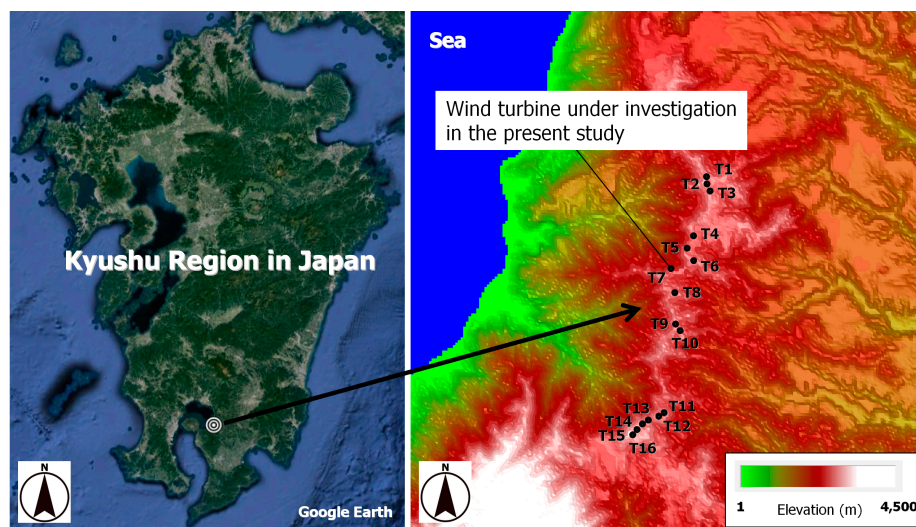 Kyushu Region in Japan
N
Google Earth
Sea
Wind turbine under investigation
in the present study
T1
T2
T3
T4
T5
T6
T7
T8
T9
T10
T11
T13
T14
T12
T15
T16
N
1
Elevation (m)
4,500